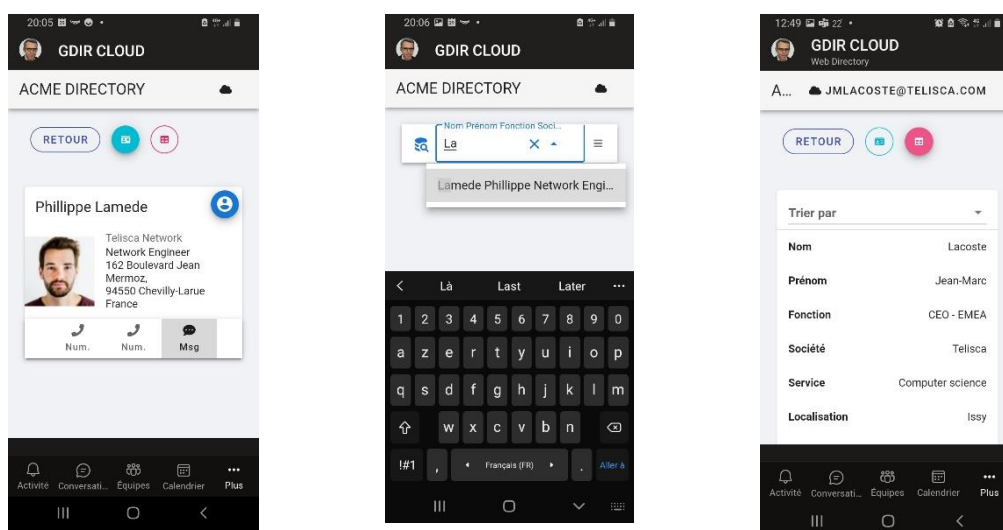 20:05
GDIR CLOUD
ACME DIRECTORY
RETOUR
Phillippe Lamede
Telisca Network
Network Engineer
162 Boulevard Jean
Mermoz,
94550 Chevilly-Larue
France
Num. Num. Msg
Activité Conversati... Équipes Calendrier Plus
20:06
GDIR CLOUD
ACME DIRECTORY
Nom Prénom Fonction Soci...
La
Lamede Phillippe Network Engi...
Là Last Later
1 2 3 4 5 6 7 8 9 0
a z e r t y u i o p
q s d f g h j k l m
w x c v b n
!#1 , Français (FR) . Aller à
12:49 22°
GDIR CLOUD
Web Directory
A... JMLACOSTE@TELISCA.COM
RETOUR
Trier par
Nom Lacoste
Prénom Jean-Marc
Fonction CEO - EMEA
Société Telisca
Service Computer science
Localisation Issy
Activité Conversati... Équipes Calendrier Plus